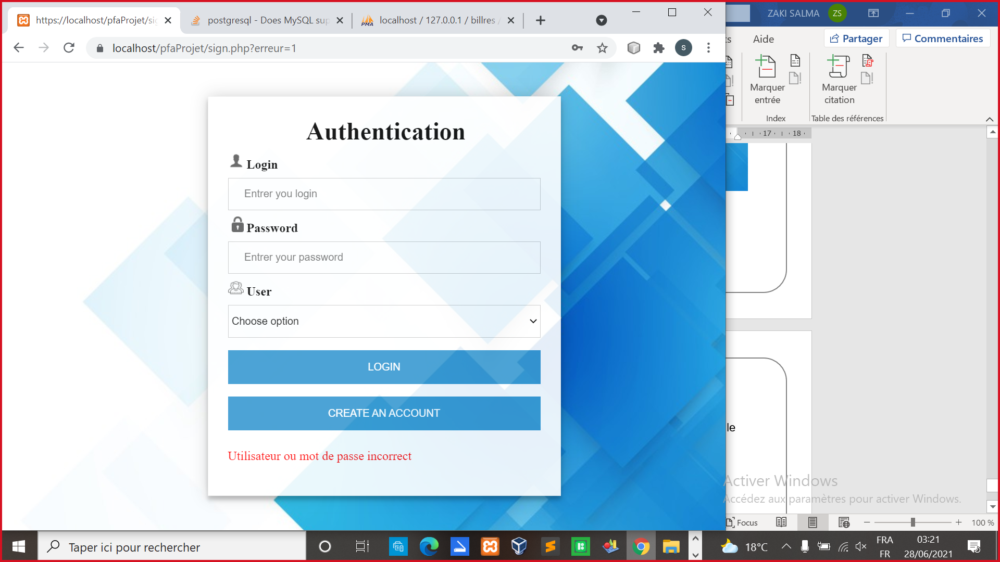 https://localhost/pfaProjet/sig
postgresql - Does MySQL sup
PMA
localhost / 127.0.0.1 / billres /
ZAKI SALMA
ZS
localhost/pfaProjet/sign.php?erreur=1
S
ts
Aide
Partager
Commentaires
Marquer entrée
Marquer citation
Index
Table des références
17
18
Authentication
Login
Entrer you login
Password
Entrer your password
User
Choose option
LOGIN
CREATE AN ACCOUNT
Utilisateur ou mot de passe incorrect
le
Activer Windows
Accédez aux paramètres pour activer Windows.
Focus
100 %
Taper ici pour rechercher
18°C
FRA
FR
03:21
28/06/2021